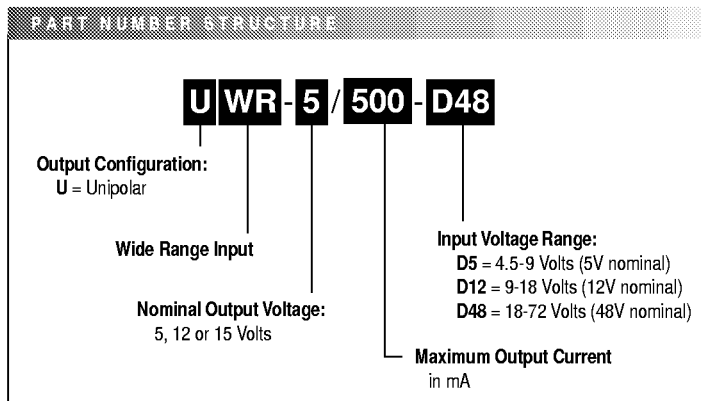 PART NUMBER STRUCTURE
U WR - 5 / 500 - D48
Output Configuration:
U = Unipolar
Wide Range Input
Nominal Output Voltage:
5, 12 or 15 Volts
Input Voltage Range:
D5 = 4.5-9 Volts (5V nominal)
D12 = 9-18 Volts (12V nominal)
D48 = 18-72 Volts (48V nominal)
Maximum Output Current
in mA